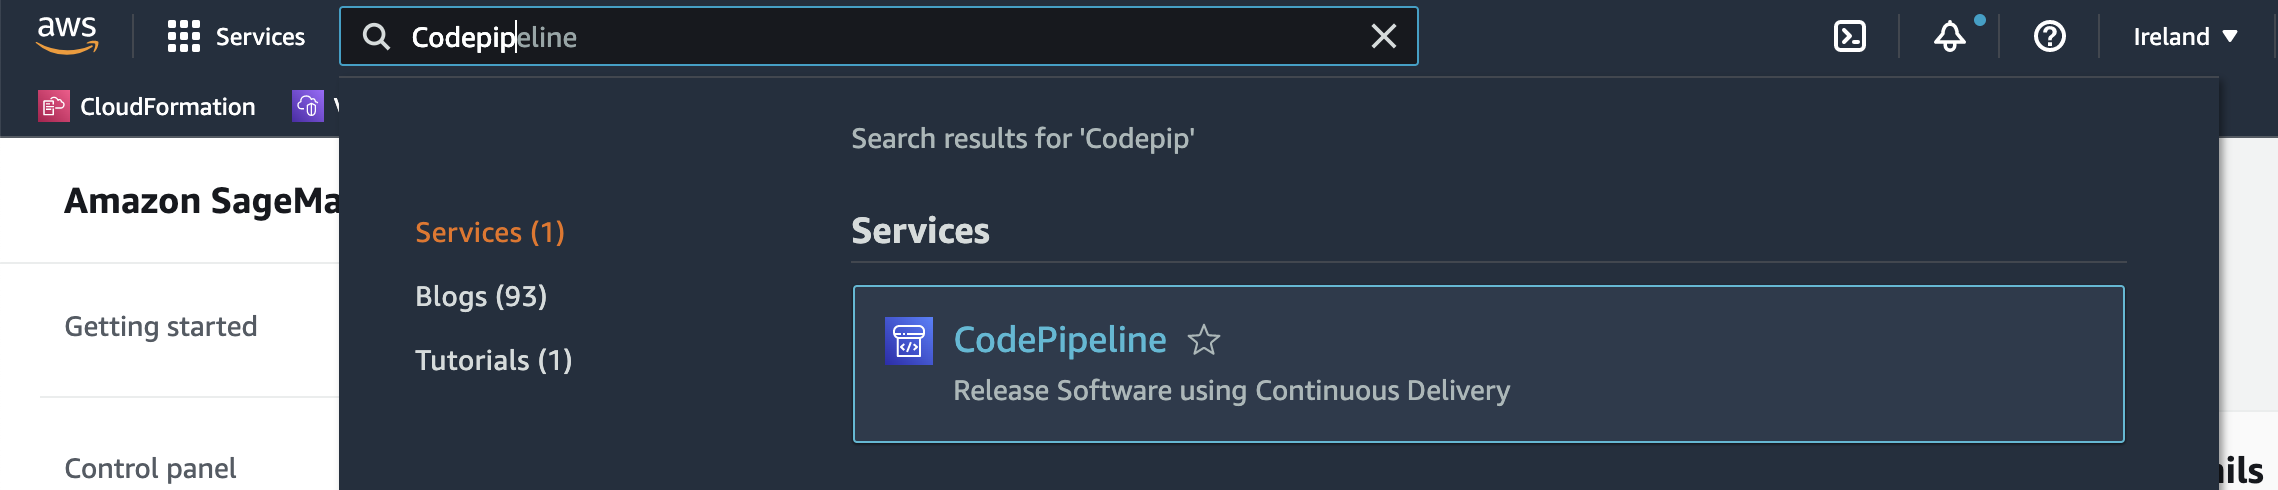 aws
Services
Codepipeline
Ireland
CloudFormation
Search results for 'Codepip'
Amazon SageMa
Services (1)
Services
Blogs (93)
Getting started
CodePipeline
Tutorials (1)
Release Software using Continuous Delivery
Control panel
ils